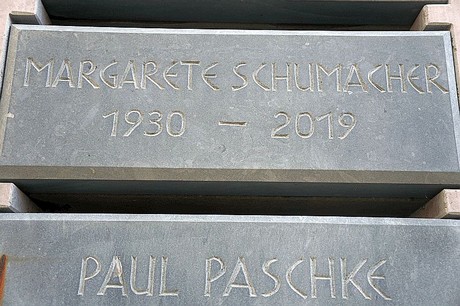 MARGARETE SCHUMACHER
1930 – 2019
PAUL PASCHKE